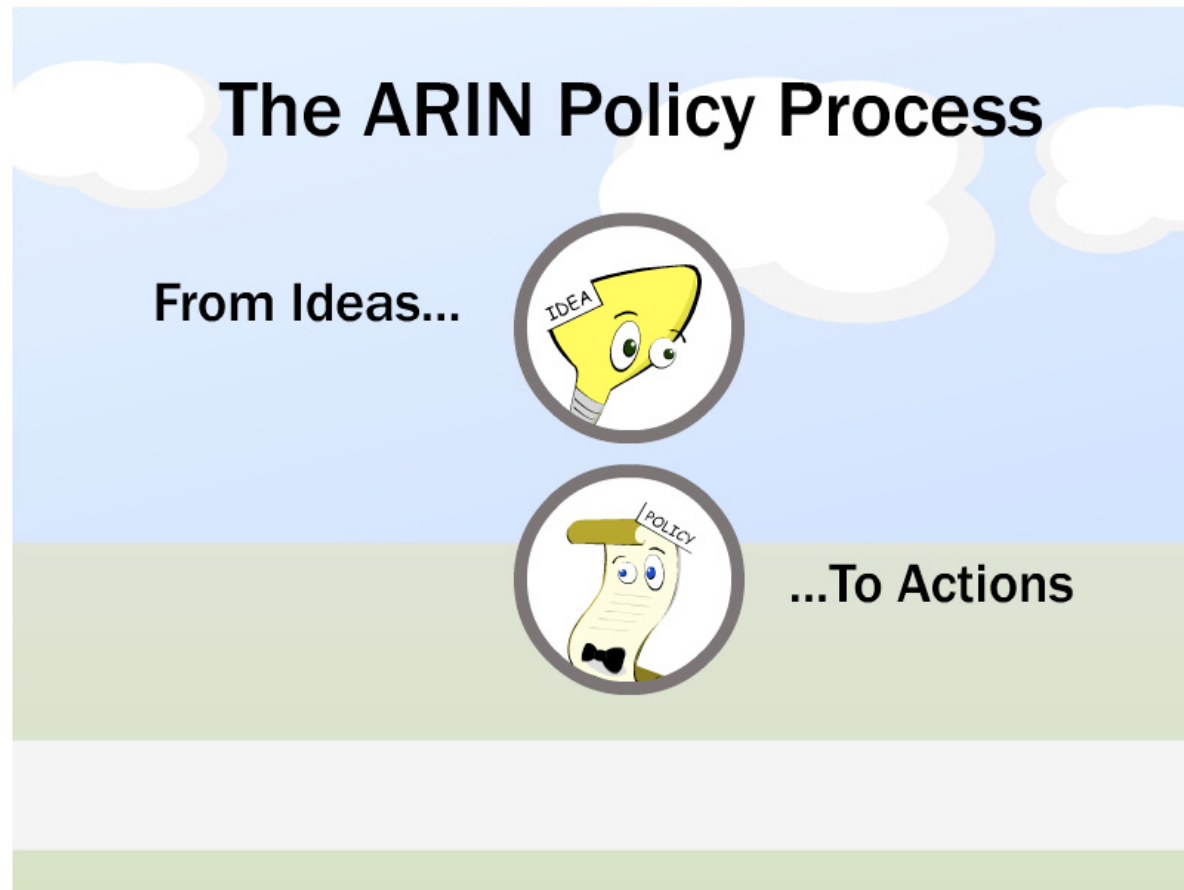 The ARIN Policy Process
From Ideas...
IDEA
POLICY
...To Actions